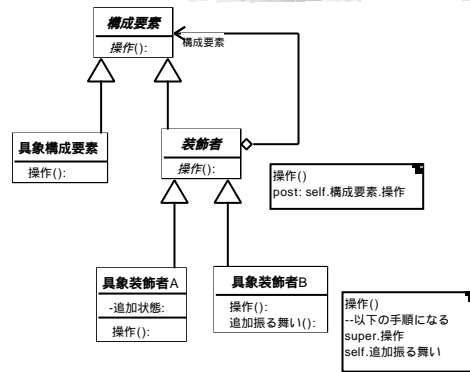 構成要素
操作():
構成要素
具象構成要素
操作():
装飾者
操作():
操作()
post: self.構成要素.操作
具象装飾者A
-追加状態:
操作():
具象装飾者B
操作():
追加振る舞い():
操作()
--以下の手順になる
super.操作
self.追加振る舞い